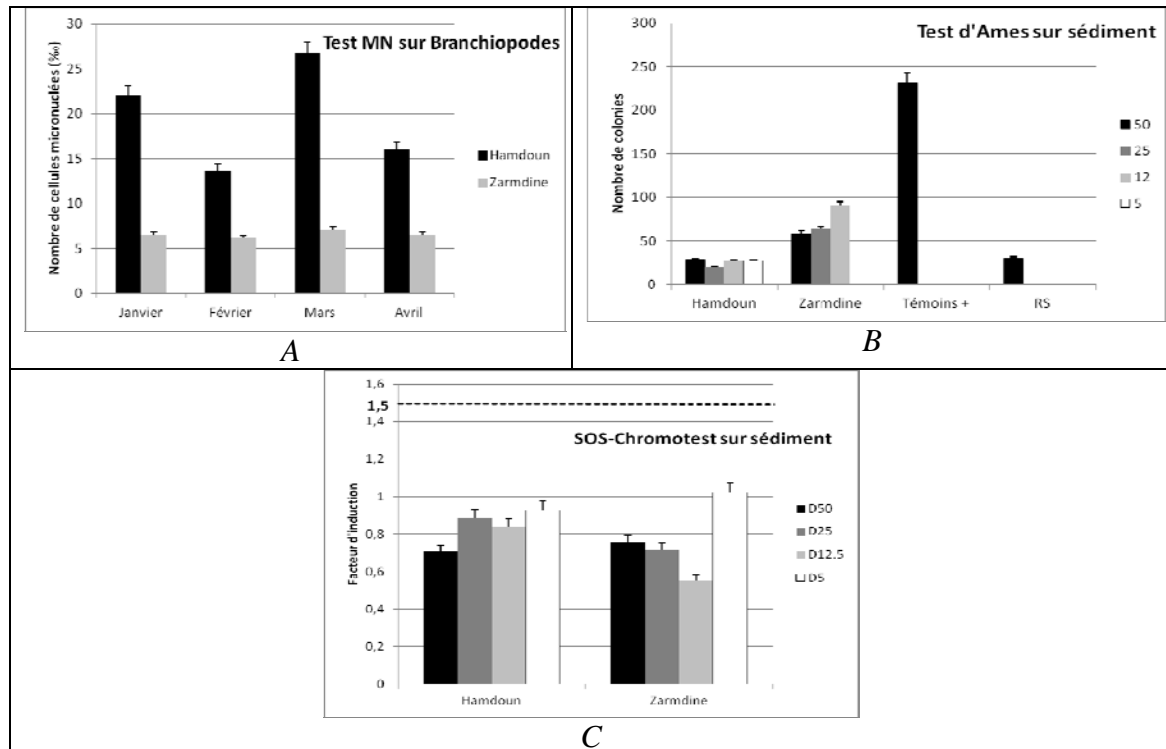 Test MN sur Branchiopodes
Nombre de cellules micronuclées (‰)
30
25
20
15
10
5
0
Janvier
Février
Mars
Avril
Hamdoun
Zarmdine
A
Test d'Ames sur sédiment
Nombre de colonies
300
250
200
150
100
50
0
Hamdoun
Zarmdine
Témoins +
RS
50
25
12
5
B
SOS-Chromotest sur sédiment
Facteur d'induction
1,6
1,5
1,4
1,2
1
0,8
0,6
0,4
0,2
0
Hamdoun
Zarmdine
D50
D25
D12.5
D5
C